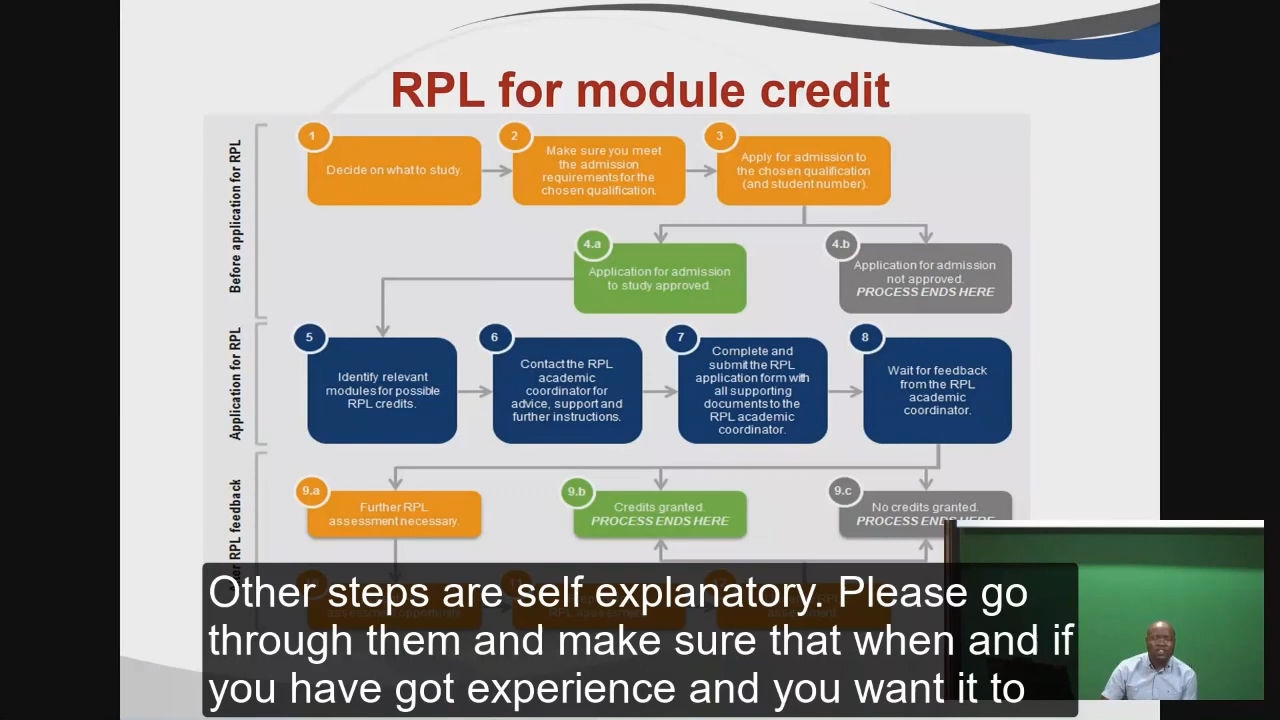 RPL for module credit
Before application for RPL
1
Decide on what to study.
2
Make sure you meet
the admission
requirements for the
chosen qualification.
3
Apply for admission to
the chosen qualification
(and student number).
4.a
Application for admission
to study approved.
4.b
Application for admission
not approved.
PROCESS ENDS HERE
Application for RPL
5
Identify relevant
modules for possible
RPL credits.
6
Contact the RPL
academic
coordinator for
advice, support and
further instructions.
7
Complete and
submit the RPL
application form with
all supporting
documents to the
RPL academic
coordinator.
8
Wait for feedback
from the RPL
academic
coordinator.
RPL feedback
9.a
Further RPL
assessment necessary.
9.b
Credits granted.
PROCESS ENDS HERE
9.c
No credits granted.
PROCESS ENDS HERE
Other steps are self explanatory. Please go
through them and make sure that when and if
you have got experience and you want it to